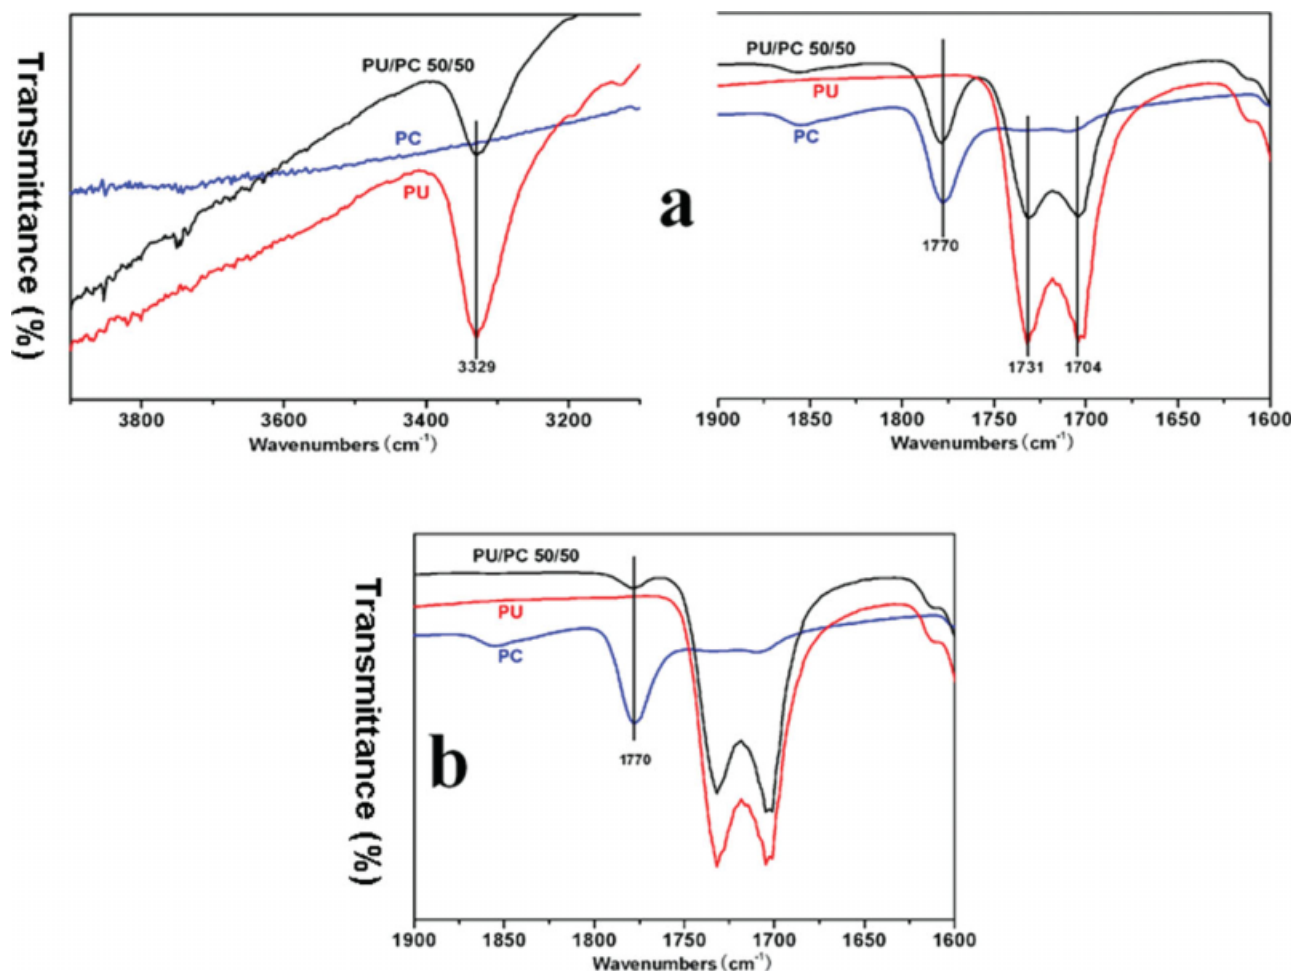 Transmittance (%)
PU/PC 50/50
PC
PU
3329
3800 3600 3400 3200
Wavenumbers (cm⁻¹)
a
PU/PC 50/50
PU
PC
1770
1731 1704
1900 1850 1800 1750 1700 1650 1600
Wavenumbers (cm⁻¹)
Transmittance (%)
PU/PC 50/50
PU
PC
1770
b
1900 1850 1800 1750 1700 1650 1600
Wavenumbers (cm⁻¹)